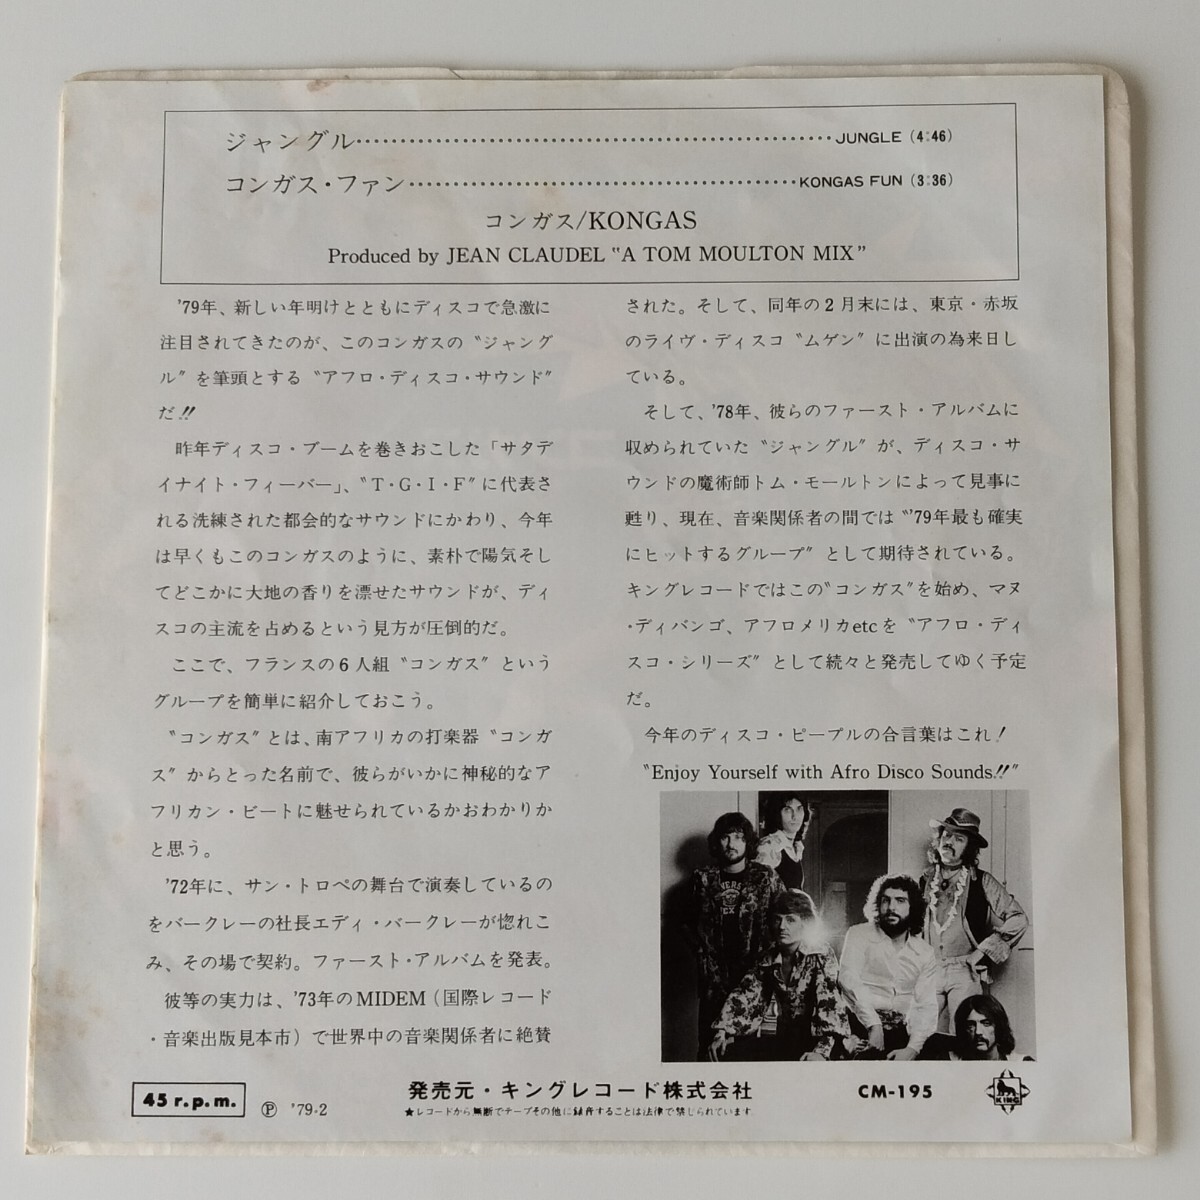 ジャングル……………………………………………JUNGLE (4:46)
コンガス・ファン………………………………………KONGAS FUN (3:36)
コンガス/KONGAS
Produced by JEAN CLAUDEL "A TOM MOULTON MIX"
'79年、新しい年明けとともにディスコで急激に
注目されてきたのが、このコンガスの〝ジャング
ル〟を筆頭とする〝アフロ・ディスコ・サウンド〟
だ!!
昨年ディスコ・ブームを巻きおこした「サタデ
イナイト・フィーバー」、〝T・G・I・F〟に代表さ
れる洗練された都会的なサウンドにかわり、今年
は早くもこのコンガスのように、素朴で陽気そし
てどこかに大地の香りを漂せたサウンドが、ディ
スコの主流を占めるという見方が圧倒的だ。
ここで、フランスの6人組〝コンガス〟という
グループを簡単に紹介しておこう。
〝コンガス〟とは、南アフリカの打楽器〝コンガ
ス〟からとった名前で、彼らがいかに神秘的なア
フリカン・ビートに魅せられているかおわかりか
と思う。
'72年に、サン・トロペの舞台で演奏しているの
をバークレーの社長エディ・バークレーが惚れこ
み、その場で契約。ファースト・アルバムを発表。
彼等の実力は、'73年のMIDEM(国際レコード
・音楽出版見本市)で世界中の音楽関係者に絶賛
された。そして、同年の2月末には、東京・赤坂
のライヴ・ディスコ〝ムゲン〟に出演の為来日し
ている。
そして、'78年、彼らのファースト・アルバムに
収められていた〝ジャングル〟が、ディスコ・サ
ウンドの魔術師トム・モールトンによって見事に
甦り、現在、音楽関係者の間では〝'79年最も確実
にヒットするグループ〟として期待されている。
キングレコードではこの〝コンガス〟を始め、マヌ
・ディバンゴ、アフロメリカetcを〝アフロ・ディ
スコ・シリーズ〟として続々と発売してゆく予定
だ。
今年のディスコ・ピープルの合言葉はこれ!
〝Enjoy Yourself with Afro Disco Sounds!!〟
45 r.p.m.
Ⓟ '79・2
発売元・キングレコード株式会社
★レコードから無断でテープその他に録音することは法律で禁じられています.
CM-195
KING